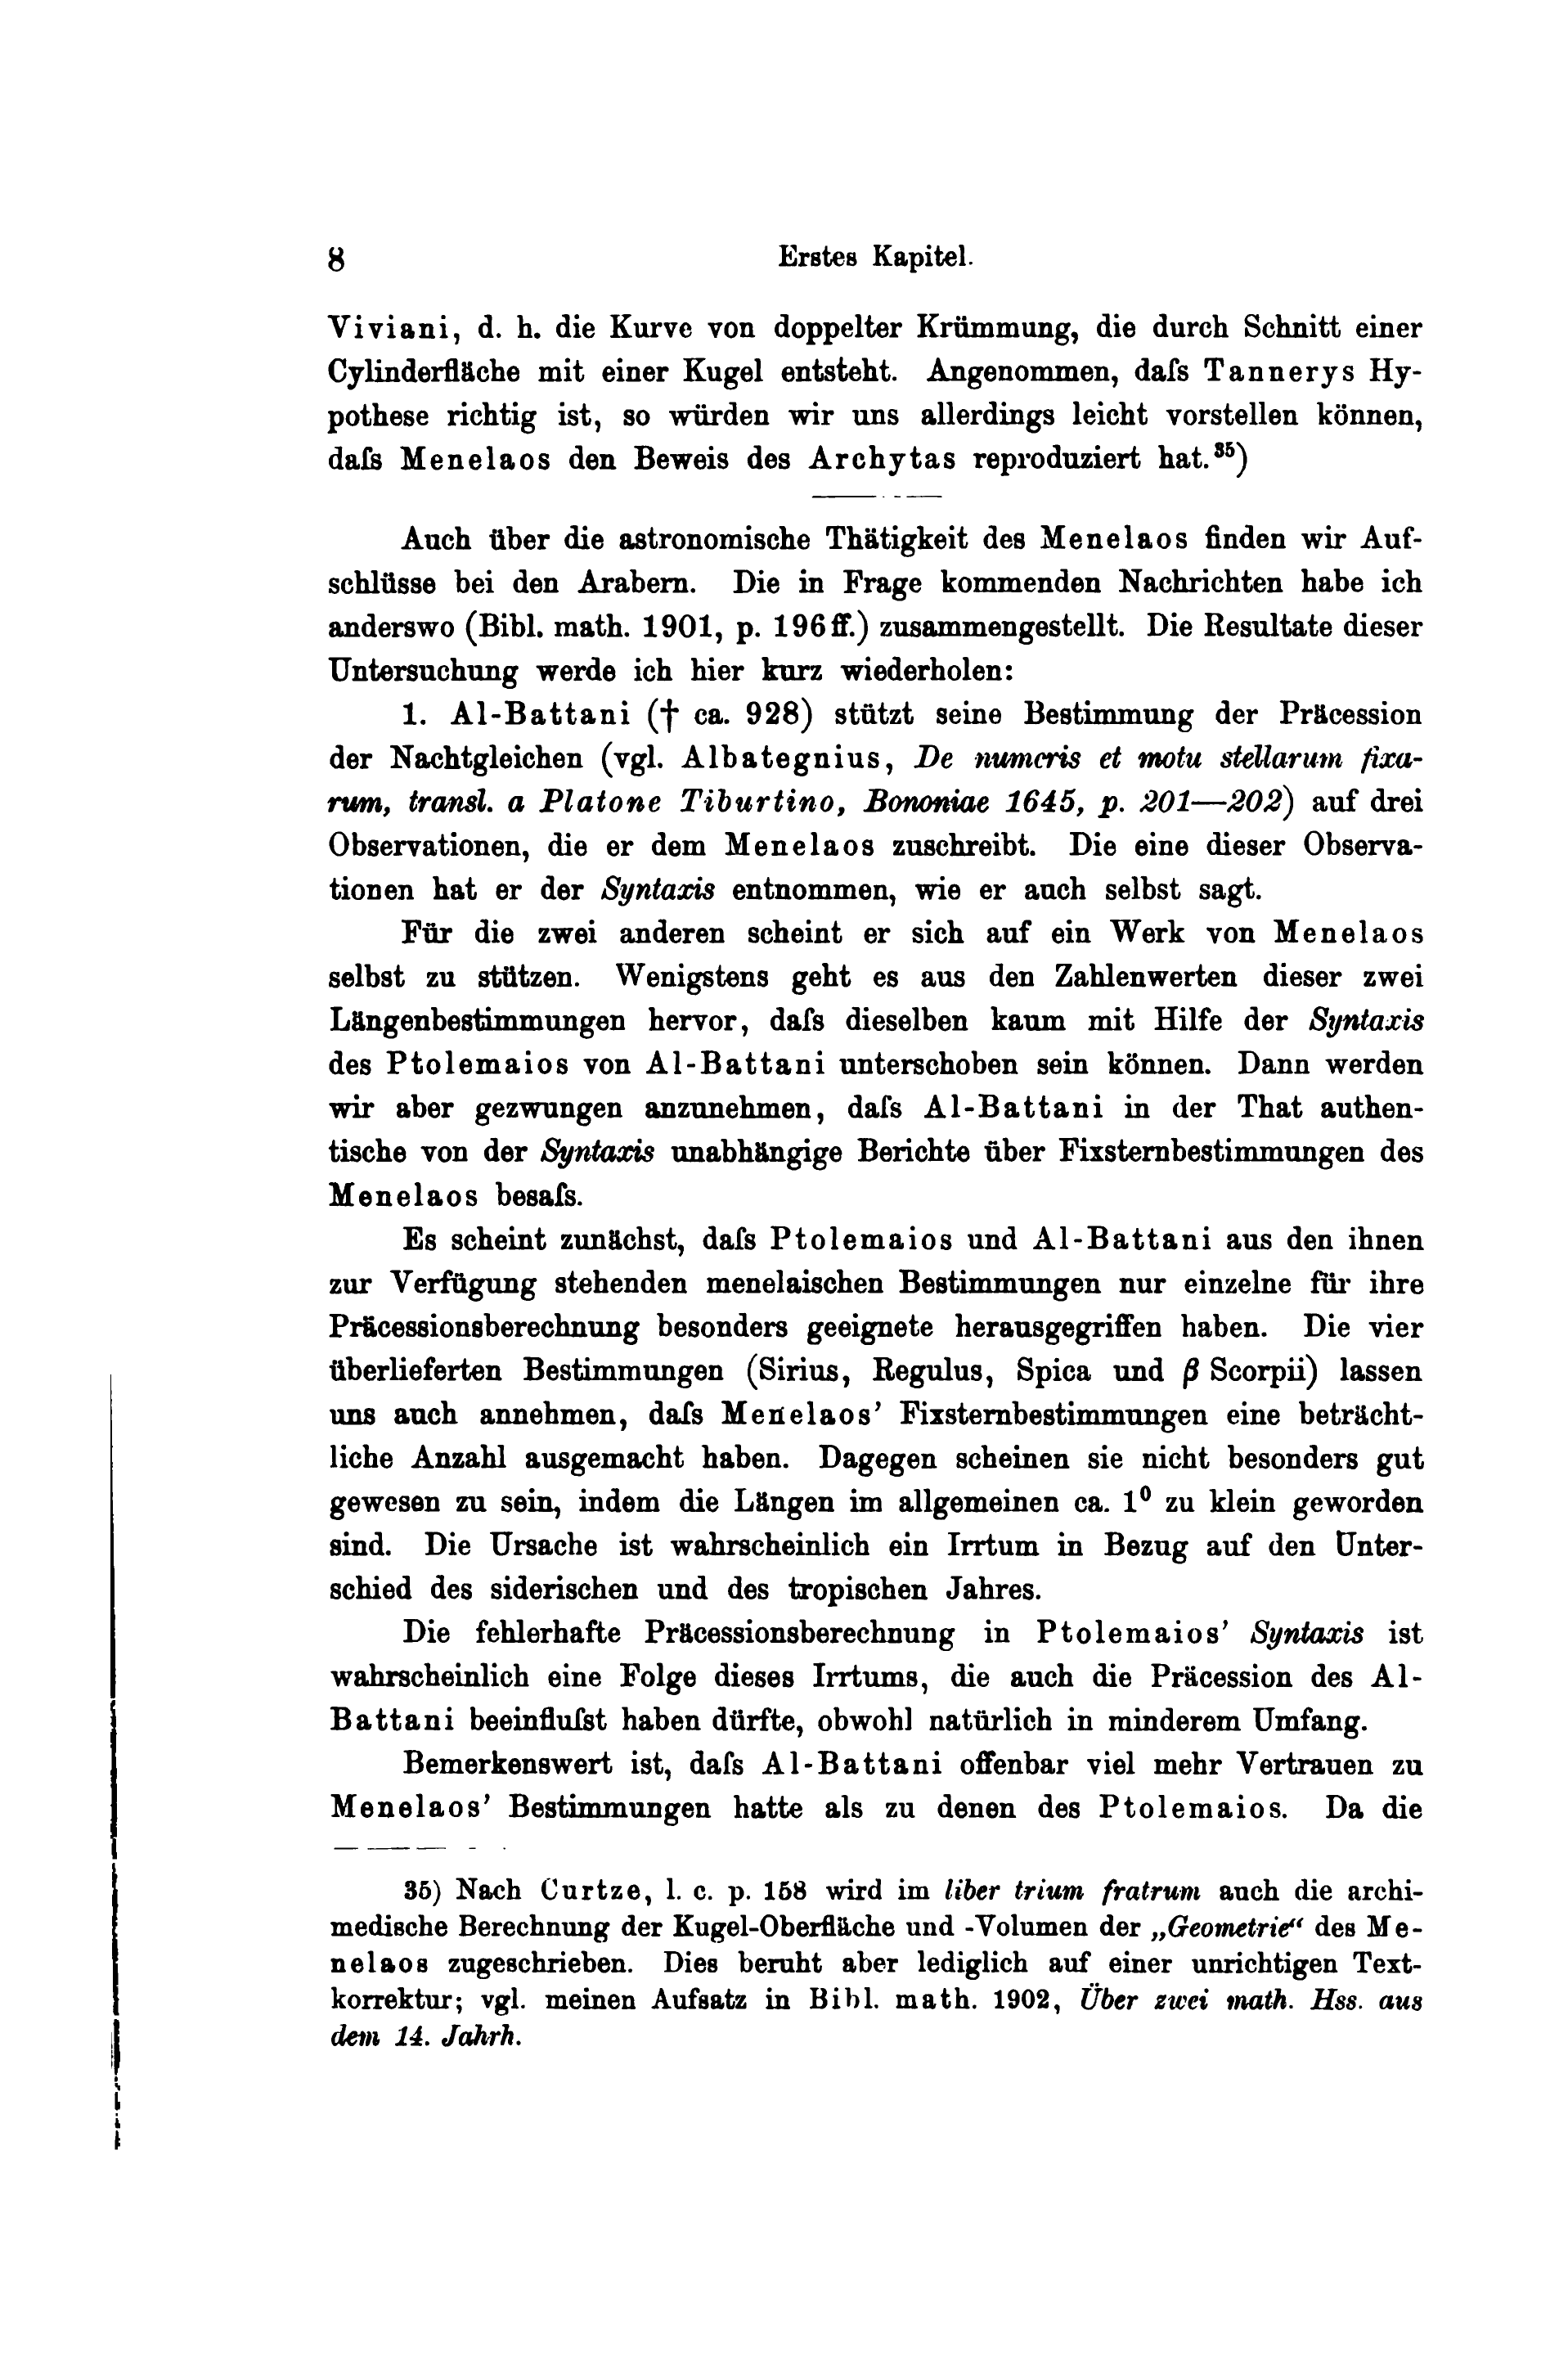 8 Erstes Kapitel.
Viviani, d. h. die Kurve von doppelter Krümmung, die durch Schnitt einer
Cylinderfläche mit einer Kugel entsteht. Angenommen, daſs Tannerys Hy-
pothese richtig ist, so würden wir uns allerdings leicht vorstellen können,
daſs Menelaos den Beweis des Archytas reproduziert hat.³⁵)
Auch über die astronomische Thätigkeit des Menelaos finden wir Auf-
schlüsse bei den Arabern. Die in Frage kommenden Nachrichten habe ich
anderswo (Bibl. math. 1901, p. 196 ff.) zusammengestellt. Die Resultate dieser
Untersuchung werde ich hier kurz wiederholen:
1. Al-Battani († ca. 928) stützt seine Bestimmung der Präcession
der Nachtgleichen (vgl. Albategnius, De numeris et motu stellarum fixa-
rum, transl. a Platone Tiburtino, Bononiae 1645, p. 201—202) auf drei
Observationen, die er dem Menelaos zuschreibt. Die eine dieser Observa-
tionen hat er der Syntaxis entnommen, wie er auch selbst sagt.
Für die zwei anderen scheint er sich auf ein Werk von Menelaos
selbst zu stützen. Wenigstens geht es aus den Zahlenwerten dieser zwei
Längenbestimmungen hervor, daſs dieselben kaum mit Hilfe der Syntaxis
des Ptolemaios von Al-Battani unterschoben sein können. Dann werden
wir aber gezwungen anzunehmen, daſs Al-Battani in der That authen-
tische von der Syntaxis unabhängige Berichte über Fixsternbestimmungen des
Menelaos besaſs.
Es scheint zunächst, daſs Ptolemaios und Al-Battani aus den ihnen
zur Verfügung stehenden menelaischen Bestimmungen nur einzelne für ihre
Präcessionsberechnung besonders geeignete herausgegriffen haben. Die vier
überlieferten Bestimmungen (Sirius, Regulus, Spica und β Scorpii) lassen
uns auch annehmen, daſs Menelaos' Fixsternbestimmungen eine beträcht-
liche Anzahl ausgemacht haben. Dagegen scheinen sie nicht besonders gut
gewesen zu sein, indem die Längen im allgemeinen ca. 1⁰ zu klein geworden
sind. Die Ursache ist wahrscheinlich ein Irrtum in Bezug auf den Unter-
schied des siderischen und des tropischen Jahres.
Die fehlerhafte Präcessionsberechnung in Ptolemaios' Syntaxis ist
wahrscheinlich eine Folge dieses Irrtums, die auch die Präcession des Al-
Battani beeinfluſst haben dürfte, obwohl natürlich in minderem Umfang.
Bemerkenswert ist, daſs Al-Battani offenbar viel mehr Vertrauen zu
Menelaos' Bestimmungen hatte als zu denen des Ptolemaios. Da die
35) Nach Curtze, l. c. p. 158 wird im liber trium fratrum auch die archi-
medische Berechnung der Kugel-Oberfläche und -Volumen der „Geometrie“ des Me-
nelaos zugeschrieben. Dies beruht aber lediglich auf einer unrichtigen Text-
korrektur; vgl. meinen Aufsatz in Bibl. math. 1902, Über zwei math. Hss. aus
dem 14. Jahrh.